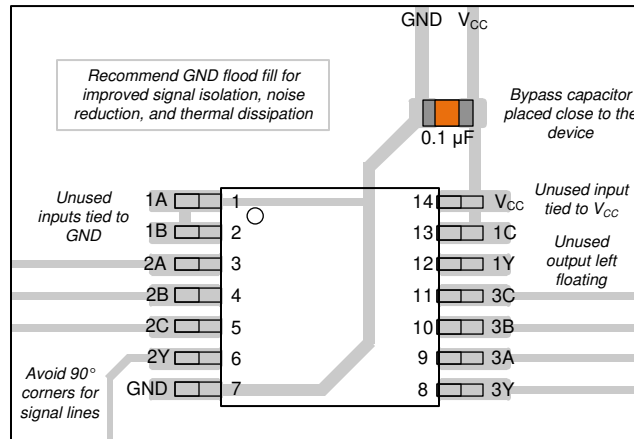 GND VCC
Recommend GND flood fill for
improved signal isolation, noise
reduction, and thermal dissipation
Bypass capacitor
placed close to the
device
0.1 µF
Unused
inputs tied to
GND
1A 1 14 VCC
1B 2 13 1C
2A 3 12 1Y
2B 4 11 3C
2C 5 10 3B
2Y 6 9 3A
GND 7 8 3Y
Unused input
tied to VCC
Unused
output left
floating
Avoid 90°
corners for
signal lines